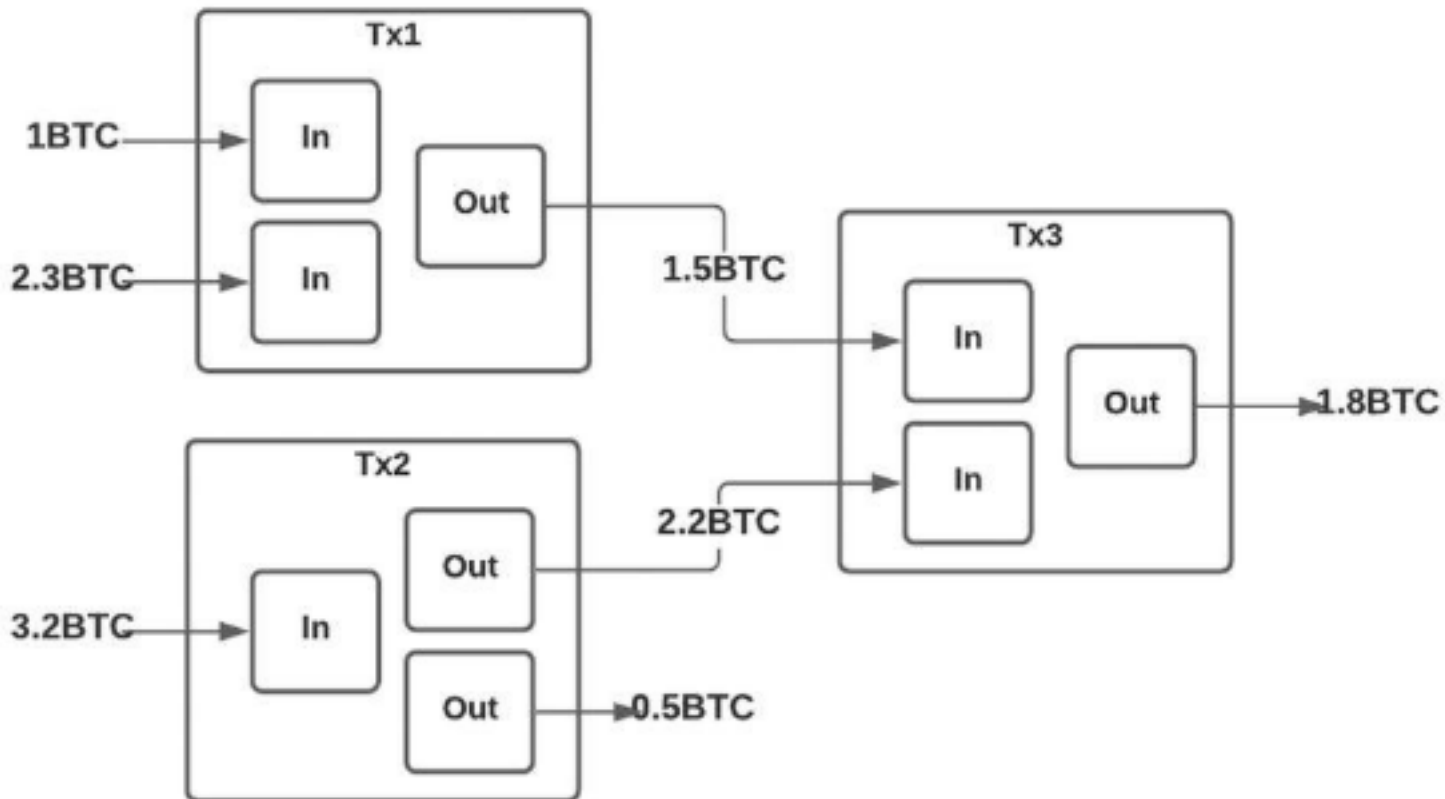 Tx1
1BTC
In
Out
2.3BTC
In
1.5BTC
Tx3
In
Out
1.8BTC
In
Tx2
2.2BTC
Out
3.2BTC
In
Out
0.5BTC